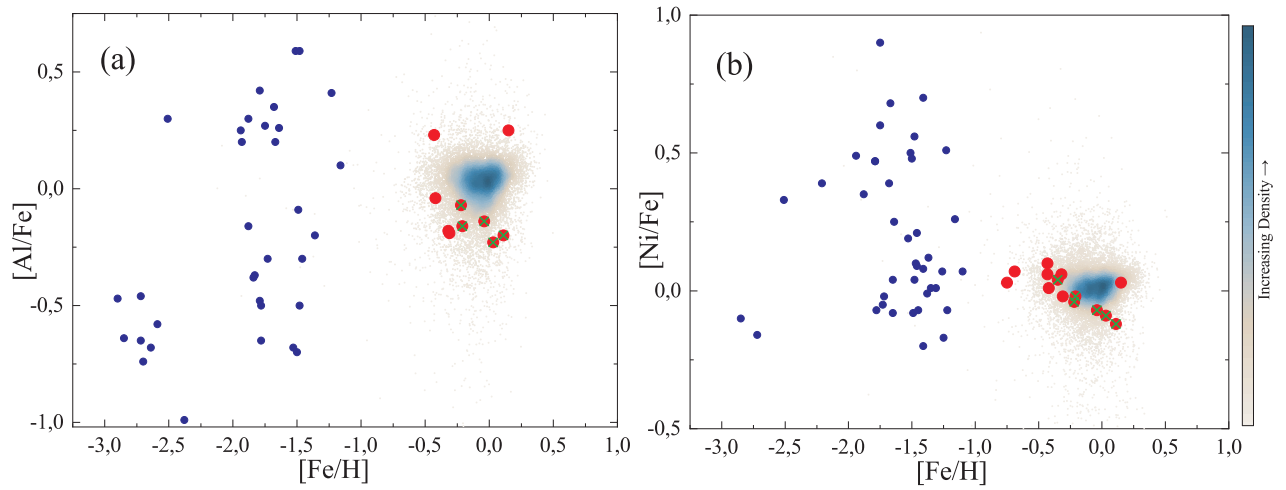 (a)
0,5
0,0
-0,5
-1,0
[Al/Fe]
-3,0 -2,5 -2,0 -1,5 -1,0 -0,5 0,0 0,5 1,0
[Fe/H]
(b)
1,0
0,5
0,0
-0,5
[Ni/Fe]
-3,0 -2,5 -2,0 -1,5 -1,0 -0,5 0,0 0,5 1,0
[Fe/H]
Increasing Density →